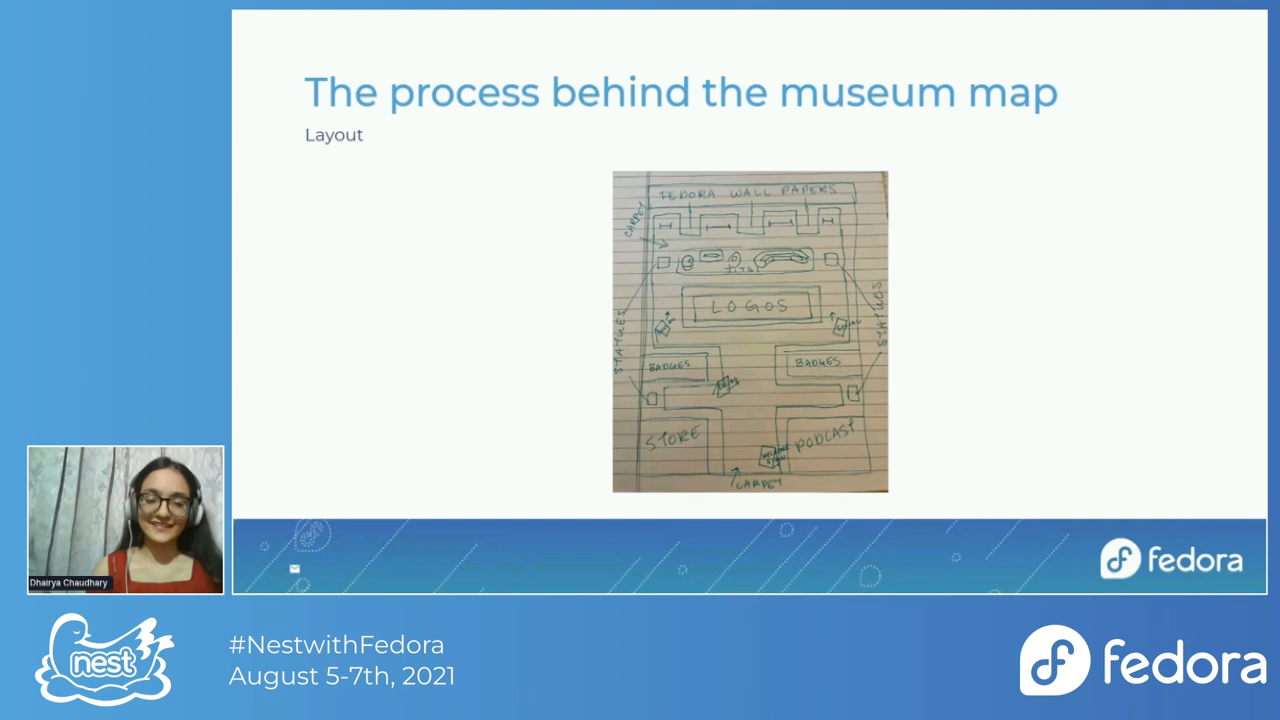 The process behind the museum map
Layout
FEDORA WALL PAPERS
CARPET
LOGOS
STATUES
BADGES
BADGES
STORE
PODCAST
CARPET
Dhairya Chaudhary
fedora
nest
#NestwithFedora
August 5-7th, 2021
fedora